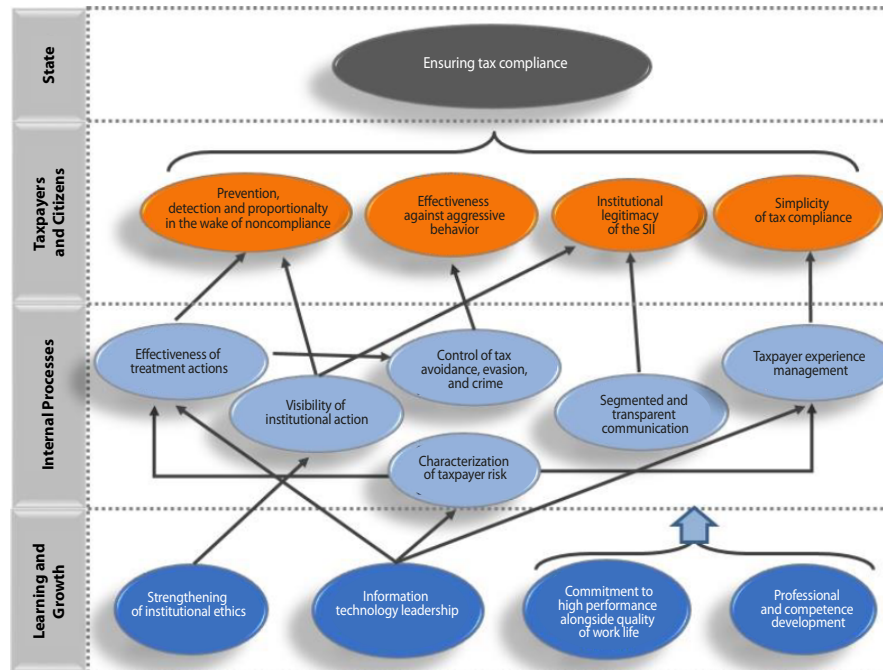 State
Ensuring tax compliance
Taxpayers
and Citizens
Prevention,
detection and proportionalty
in the wake of noncompliance
Effectiveness
against aggressive
behavior
Institutional
legitimacy
of the SII
Simplicity
of tax compliance
Internal Processes
Effectiveness of
treatment actions
Control of tax
avoidance, evasion,
and crime
Taxpayer experience
management
Visibility of
institutional action
Segmented and
transparent
communication
Characterization
of taxpayer risk
Learning and
Growth
Strengthening
of institutional ethics
Information
technology leadership
Commitment to
high performance
alongside quality
of work life
Professional
and competence
development